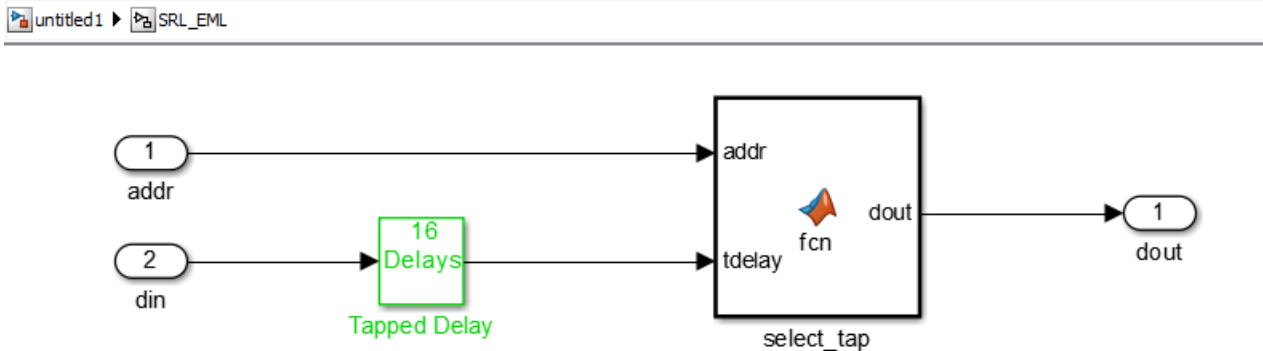 untitled1 SRL_EML
1
addr
2
din
16
Delays
Tapped Delay
addr
tdelay
fcn
dout
select_tap
1
dout